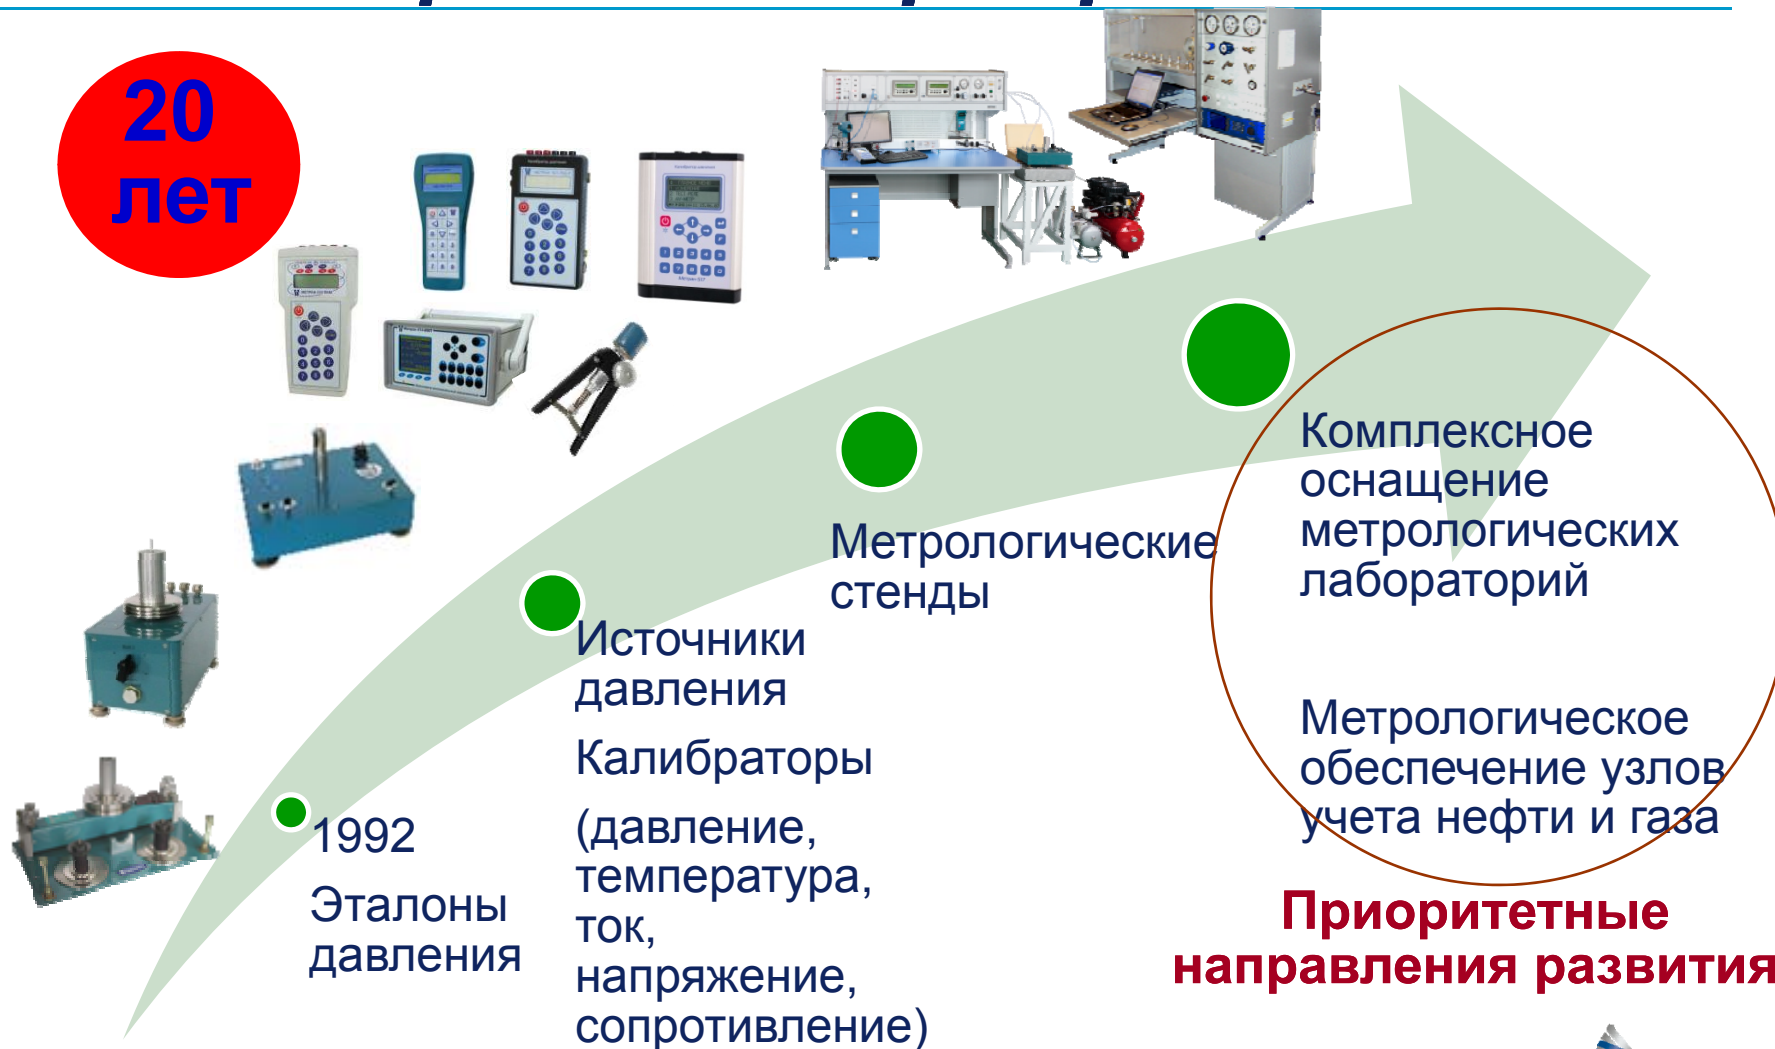 20
лет
Комплексное
оснащение
метрологических
лабораторий
Метрологические
стенды
Источники
давления
Метрологическое
обеспечение узлов
учета нефти и газа
Калибраторы
(давление,
температура,
ток,
напряжение,
сопротивление)
1992
Эталоны
давления
Приоритетные
направления развития